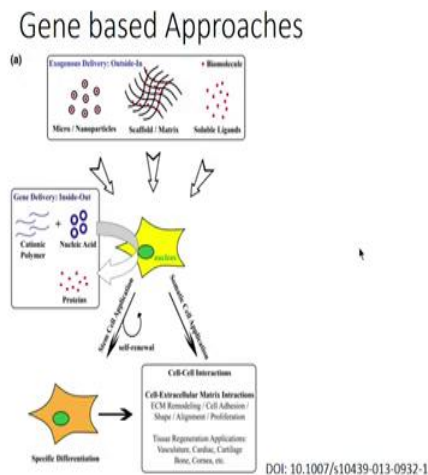 Gene based Approaches
(a)
Exogenous Delivery: Outside-In
• Biomolecule
Micro / Nanoparticles
Scaffold / Matrix
Soluble Ligands
Gene Delivery: Inside-Out
+
Cationic
Polymer
Nucleic Acid
Proteins
nucleus
Stem Cell Application
Somatic Cell Application
self-renewal
Specific Differentiation
Cell-Cell Interactions
Cell-Extracellular Matrix Intractions
ECM Remodeling / Cell Adhesion /
Shape / Alignment / Proliferation
Tissue Regeneration Applications:
Vasculature, Cardiac, Cartilage
Bone, Cornea, etc.
DOI: 10.1007/s10439-013-0932-1